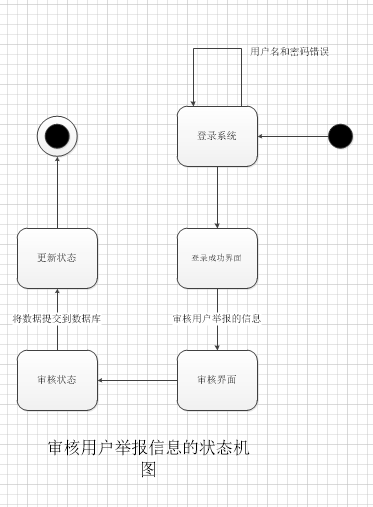 用户名和密码错误
登录系统
更新状态
登录成功界面
将数据提交到数据库
审核用户举报的信息
审核状态
审核界面
审核用户举报信息的状态机
图